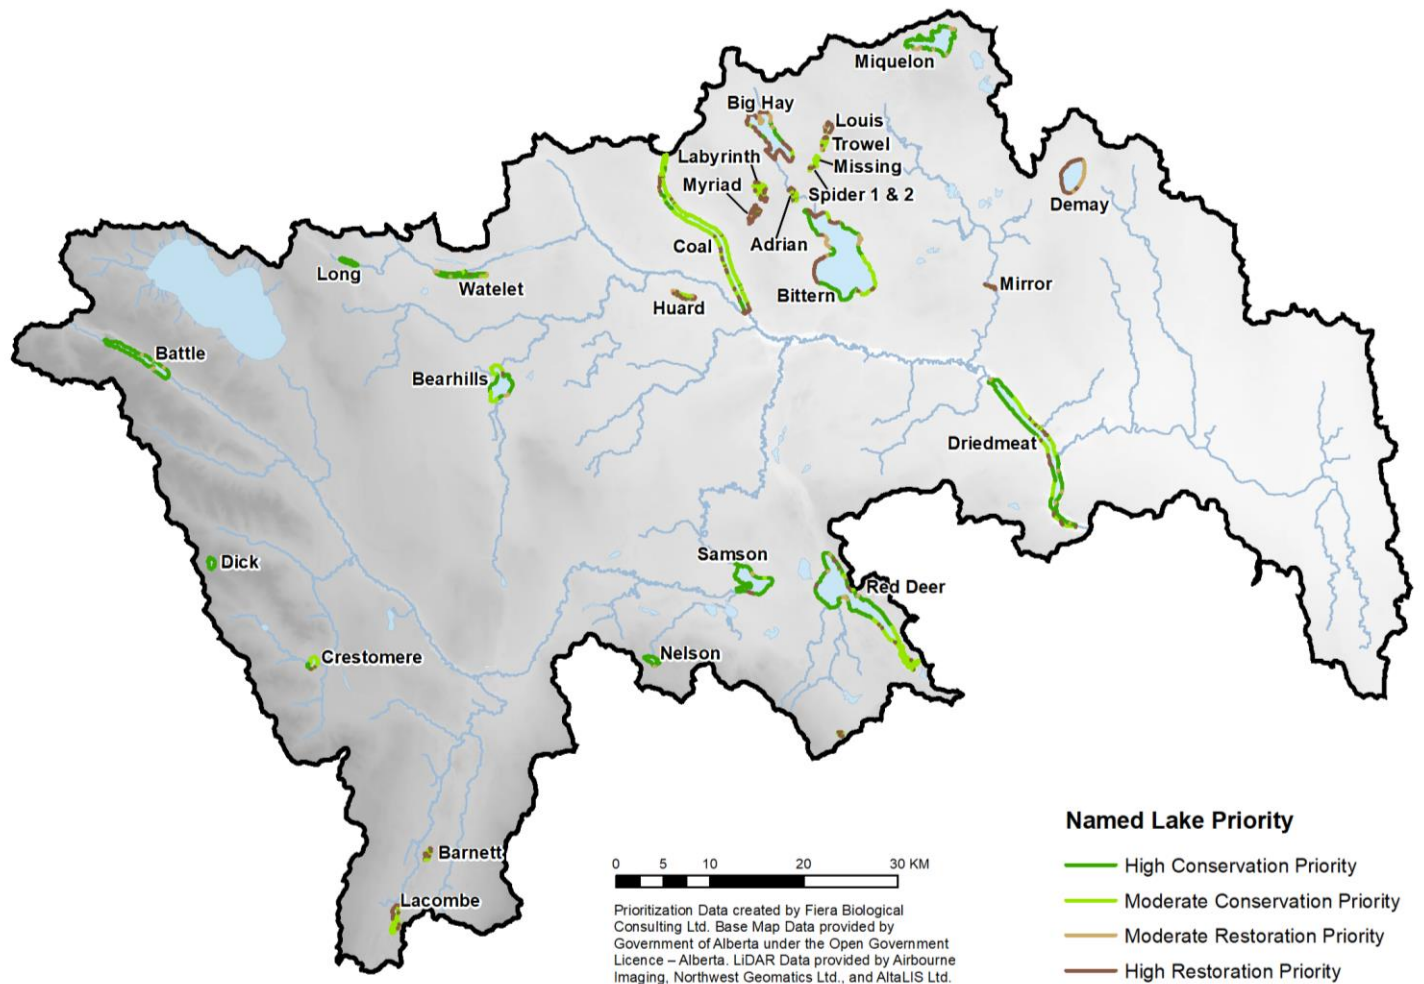 Miquelon
Big Hay
Louis
Trowel
Labyrinth
Missing
Myriad
Spider 1 & 2
Demay
Adrian
Coal
Long
Watelet
Bittern
Mirror
Huard
Battle
Bearhills
Driedmeat
Samson
Dick
Red Deer
Crestomere
Nelson
Barnett
Lacombe
Named Lake Priority
High Conservation Priority
Moderate Conservation Priority
Moderate Restoration Priority
High Restoration Priority
0 5 10 20 30 KM
Prioritization Data created by Fiera Biological
Consulting Ltd. Base Map Data provided by
Government of Alberta under the Open Government
Licence – Alberta. LiDAR Data provided by Airbourne
Imaging, Northwest Geomatics Ltd., and AltaLIS Ltd.